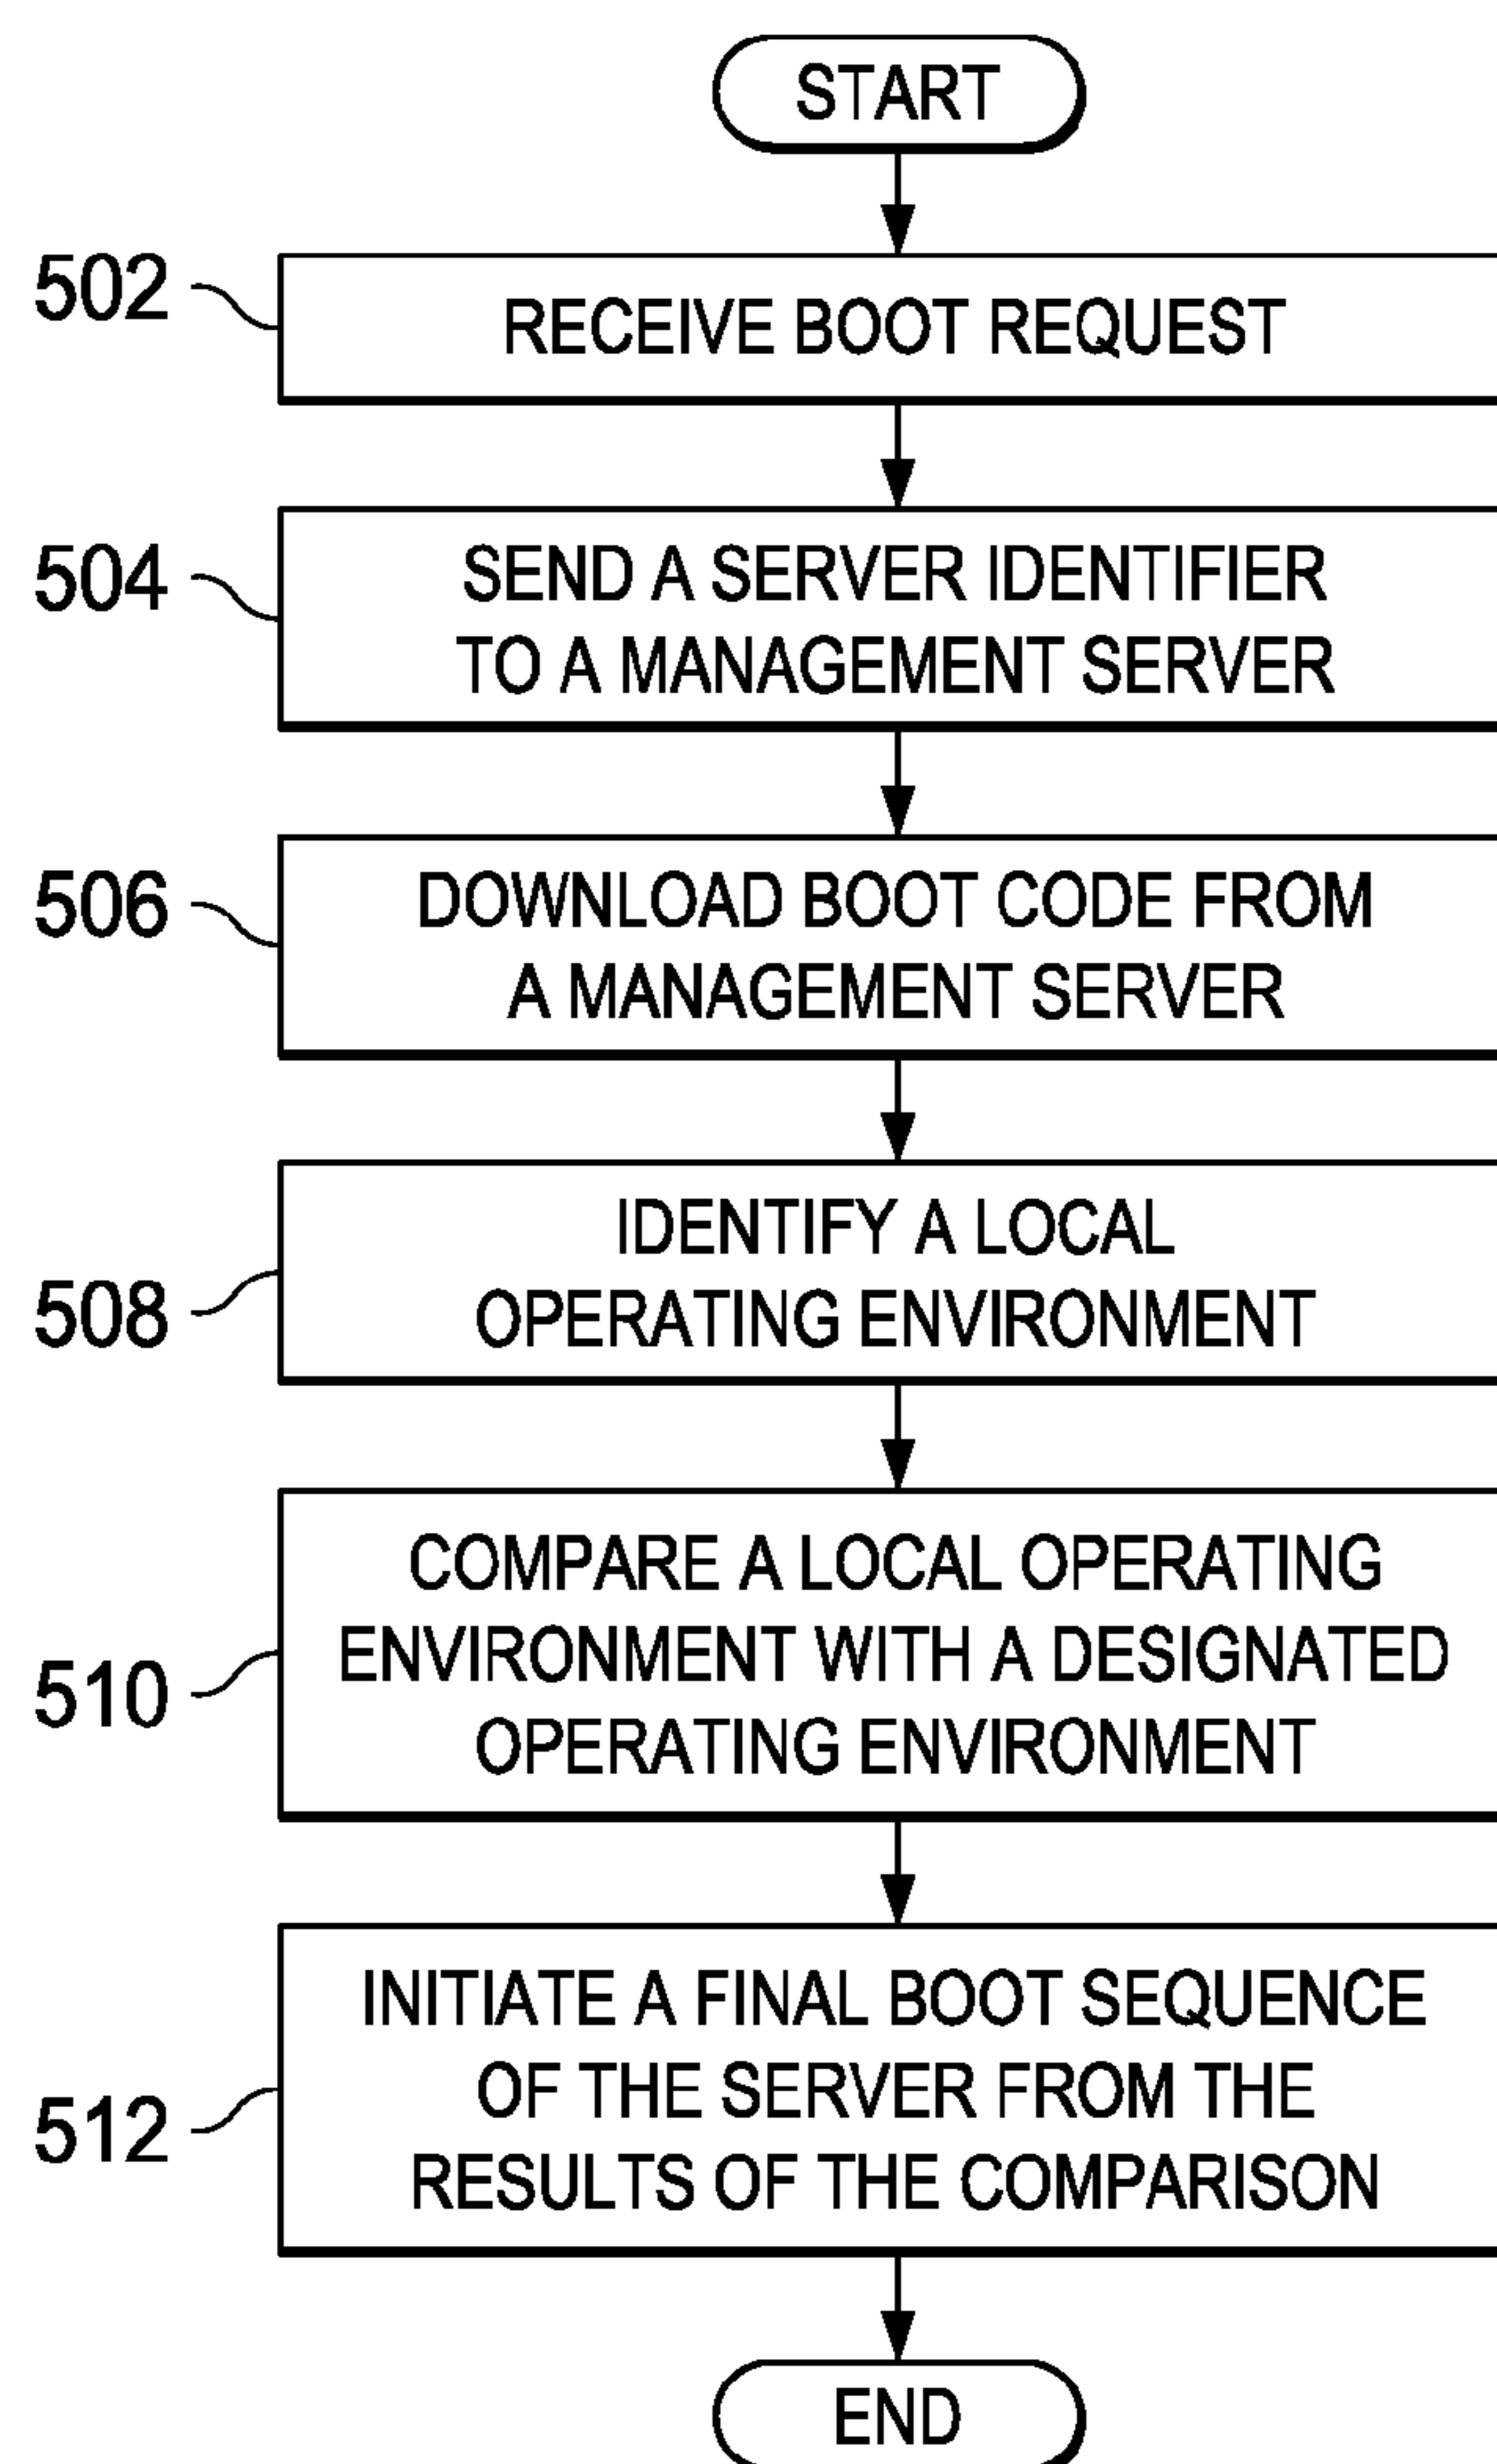 START
502
RECEIVE BOOT REQUEST
504
SEND A SERVER IDENTIFIER
TO A MANAGEMENT SERVER
506
DOWNLOAD BOOT CODE FROM
A MANAGEMENT SERVER
508
IDENTIFY A LOCAL
OPERATING ENVIRONMENT
510
COMPARE A LOCAL OPERATING
ENVIRONMENT WITH A DESIGNATED
OPERATING ENVIRONMENT
512
INITIATE A FINAL BOOT SEQUENCE
OF THE SERVER FROM THE
RESULTS OF THE COMPARISON
END